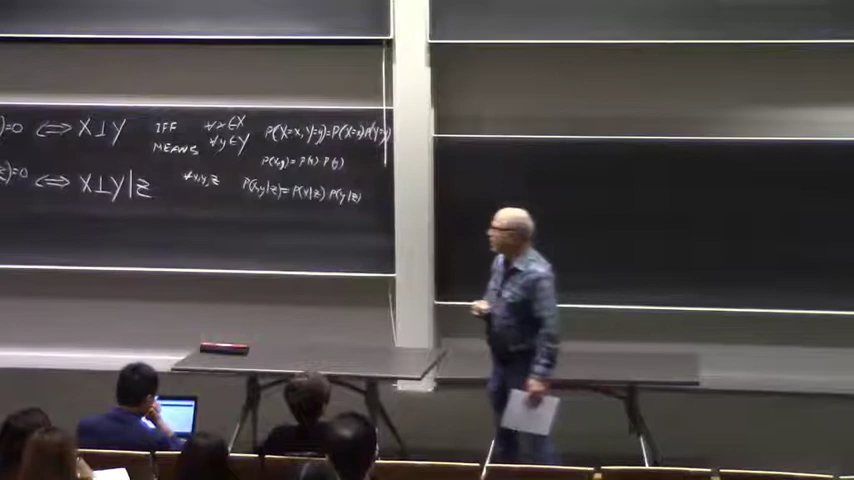 )=0 ⇔ X⊥Y IFF ∀x∈X P(X=x,Y=y)=P(X=x)P(Y=y)
MEANS ∀y∈Y
P(x,y)=P(x) P(y)
)=0 ⇔ X⊥Y|Z ∀x,y,z P(x,y|z)=P(x|z) P(y|z)